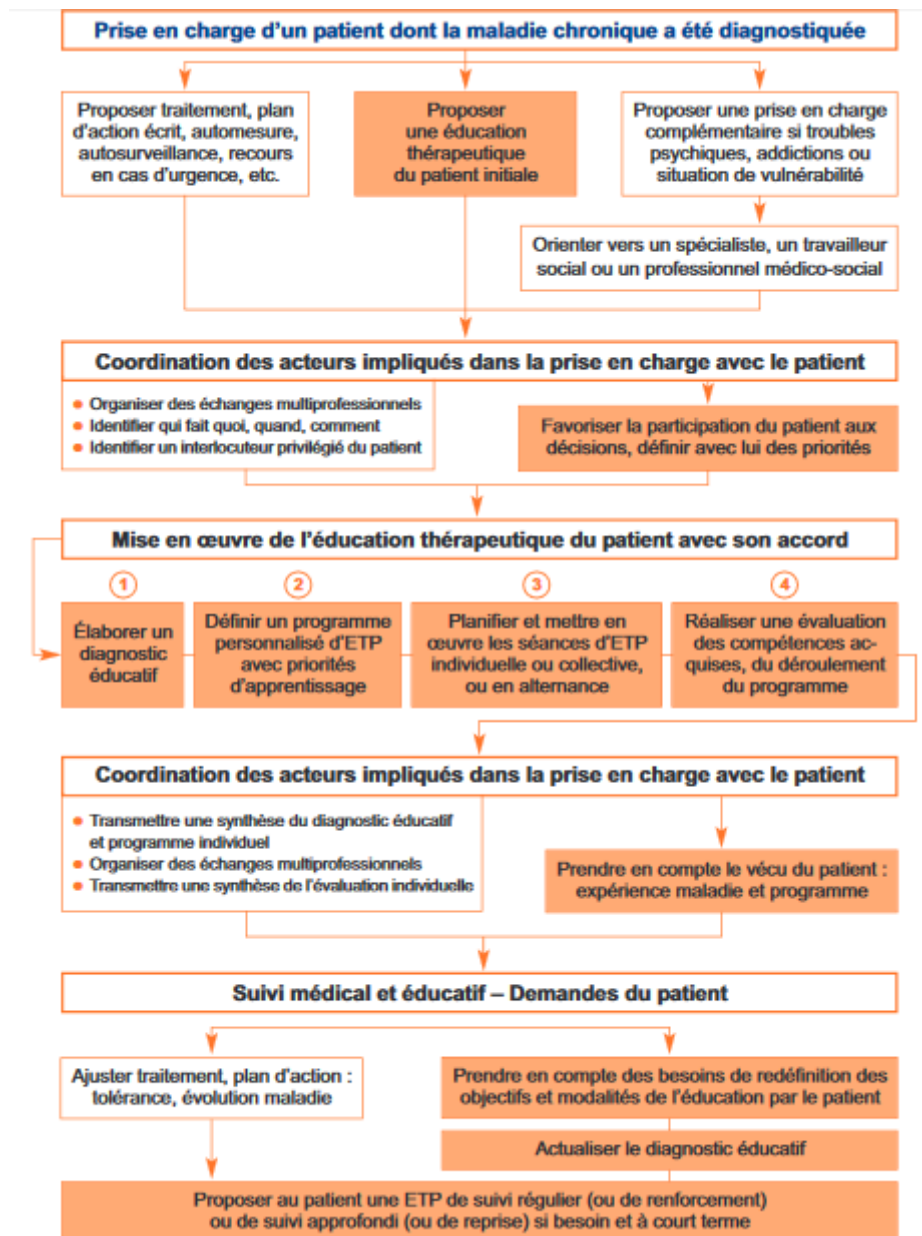 Prise en charge d'un patient dont la maladie chronique a été diagnostiquée
Proposer traitement, plan
d'action écrit, automesure,
autosurveillance, recours
en cas d'urgence, etc.
Proposer
une éducation
thérapeutique
du patient initiale
Proposer une prise en charge
complémentaire si troubles
psychiques, addictions ou
situation de vulnérabilité
Orienter vers un spécialiste, un travailleur
social ou un professionnel médico-social
Coordination des acteurs impliqués dans la prise en charge avec le patient
• Organiser des échanges multiprofessionnels
• Identifier qui fait quoi, quand, comment
• Identifier un interlocuteur privilégié du patient
Favoriser la participation du patient aux
décisions, définir avec lui des priorités
Mise en œuvre de l'éducation thérapeutique du patient avec son accord
1
Élaborer un
diagnostic
éducatif
2
Définir un programme
personnalisé d'ETP
avec priorités
d'apprentissage
3
Planifier et mettre en
œuvre les séances d'ETP
individuelle ou collective,
ou en alternance
4
Réaliser une évaluation
des compétences ac-
quises, du déroulement
du programme
Coordination des acteurs impliqués dans la prise en charge avec le patient
• Transmettre une synthèse du diagnostic éducatif
et programme individuel
• Organiser des échanges multiprofessionnels
• Transmettre une synthèse de l'évaluation individuelle
Prendre en compte le vécu du patient :
expérience maladie et programme
Suivi médical et éducatif – Demandes du patient
Ajuster traitement, plan d'action :
tolérance, évolution maladie
Prendre en compte des besoins de redéfinition des
objectifs et modalités de l'éducation par le patient
Actualiser le diagnostic éducatif
Proposer au patient une ETP de suivi régulier (ou de renforcement)
ou de suivi approfondi (ou de reprise) si besoin et à court terme